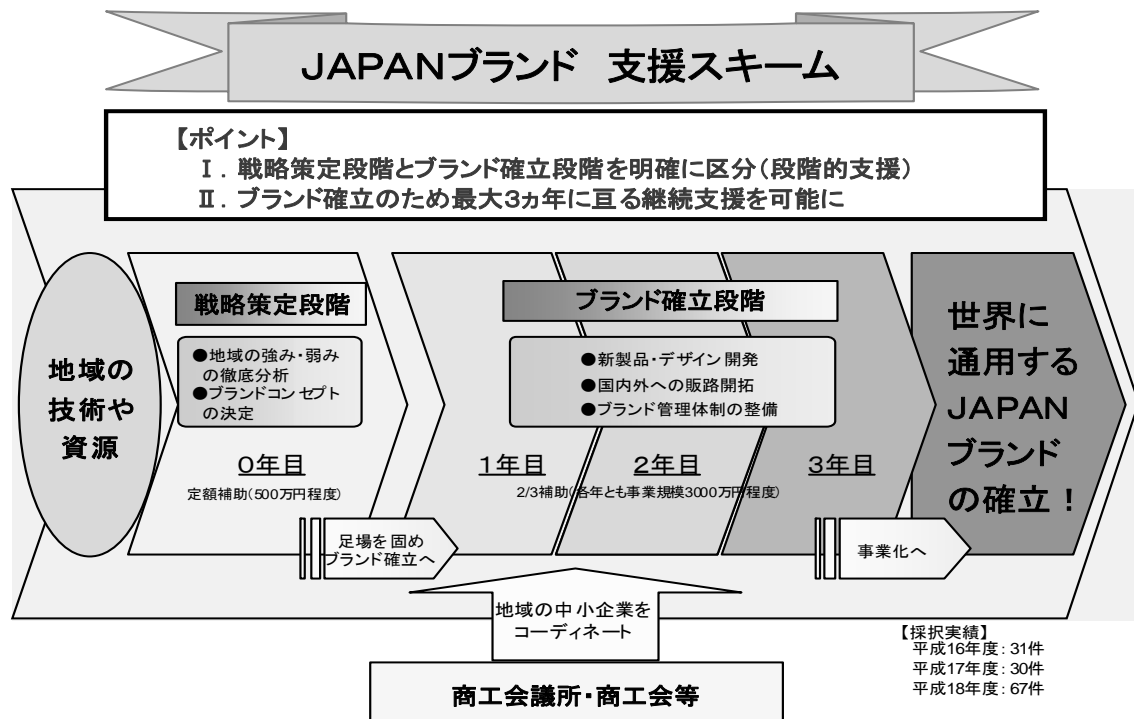 JAPANブランド 支援スキーム
【ポイント】
Ⅰ．戦略策定段階とブランド確立段階を明確に区分（段階的支援）
Ⅱ．ブランド確立のため最大3ヵ年に亘る継続支援を可能に
地域の
技術や
資源
戦略策定段階
●地域の強み・弱み
の徹底分析
●ブランドコンセプト
の決定
0年目
定額補助（500万円程度）
足場を固め
ブランド確立へ
ブランド確立段階
●新製品・デザイン開発
●国内外への販路開拓
●ブランド管理体制の整備
1年目
2年目
3年目
2/3補助（各年とも事業規模3000万円程度）
事業化へ
世界に
通用する
JAPAN
ブランド
の確立！
地域の中小企業を
コーディネート
商工会議所・商工会等
【採択実績】
平成16年度：31件
平成17年度：30件
平成18年度：67件